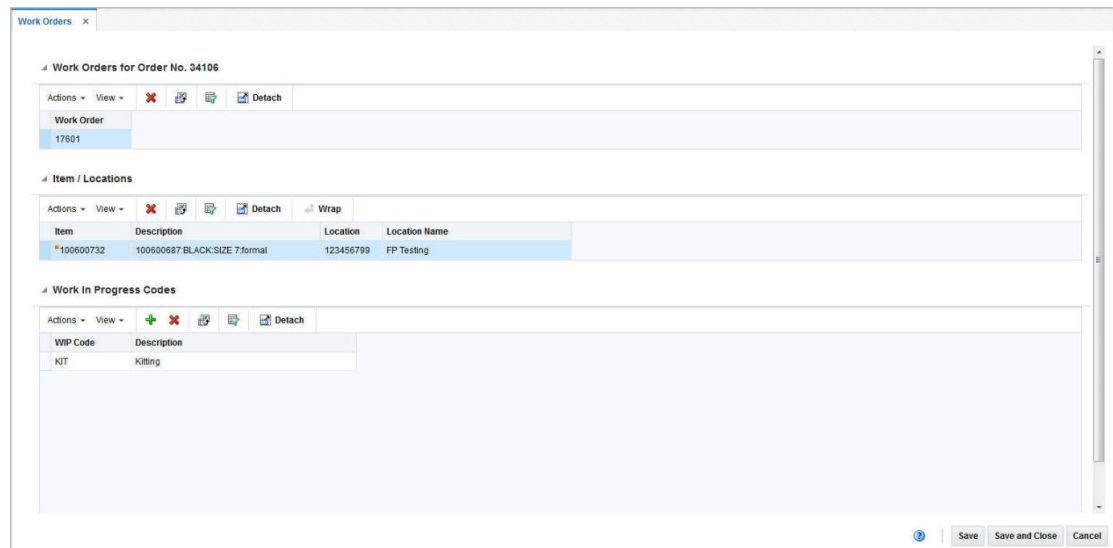 Work Orders ×
Work Orders for Order No. 34106
Actions View Detach
Work Order
17601
Item / Locations
Actions View Detach Wrap
Item Description Location Location Name
100600732 100600687:BLACK:SIZE 7:formal 123456799 FP Testing
Work In Progress Codes
Actions View Detach
WIP Code Description
KIT Kitting
? Save Save and Close Cancel